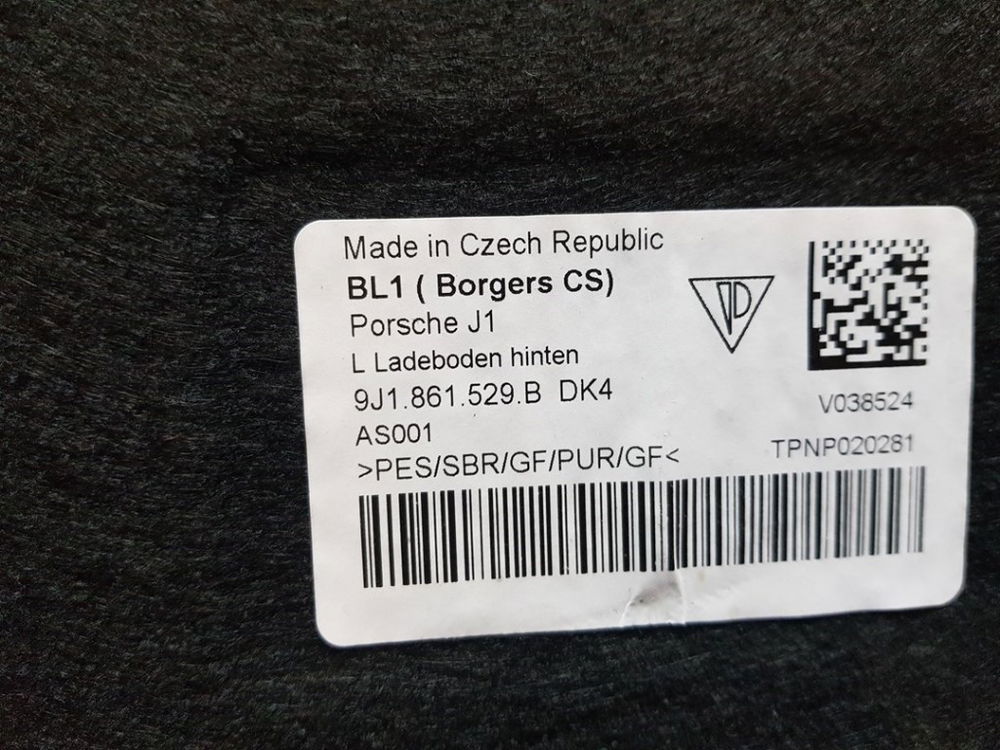 Made in Czech Republic
BL1 ( Borgers CS)
Porsche J1
L Ladeboden hinten
9J1.861.529.B DK4
AS001
>PES/SBR/GF/PUR/GF<
V038524
TPNP020281